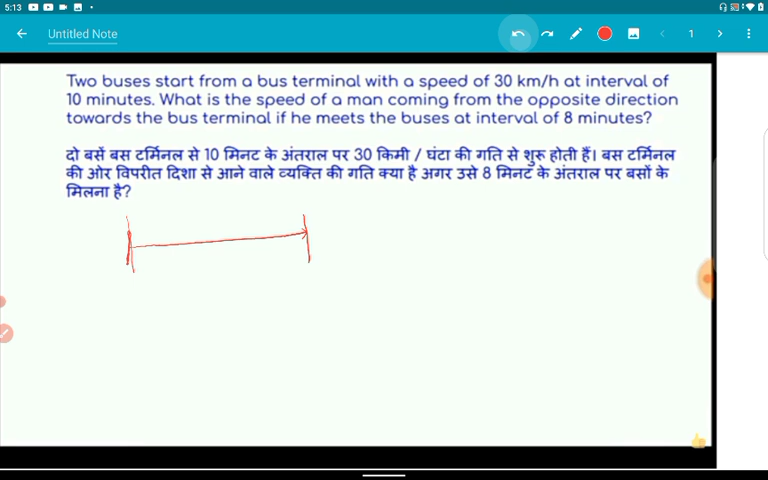 5:13
Untitled Note
1
Two buses start from a bus terminal with a speed of 30 km/h at interval of
10 minutes. What is the speed of a man coming from the opposite direction
towards the bus terminal if he meets the buses at interval of 8 minutes?
दो बसें बस टर्मिनल से 10 मिनट के अंतराल पर 30 किमी / घंटा की गति से शुरू होती हैं। बस टर्मिनल
की ओर विपरीत दिशा से आने वाले व्यक्ति की गति क्या है अगर उसे 8 मिनट के अंतराल पर बसों के
मिलना है?